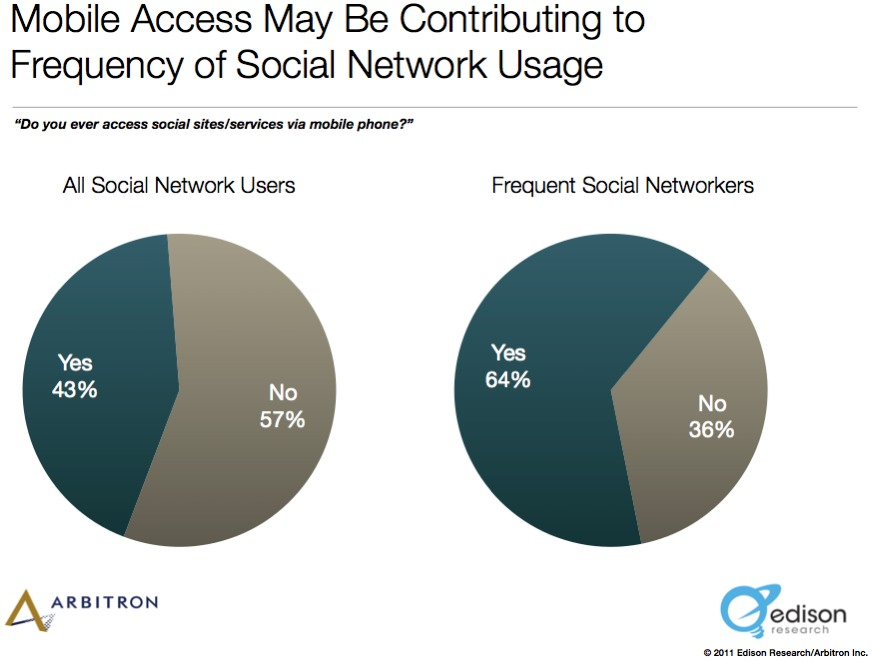 Mobile Access May Be Contributing to
Frequency of Social Network Usage
“Do you ever access social sites/services via mobile phone?”
All Social Network Users
Yes
43%
No
57%
Frequent Social Networkers
Yes
64%
No
36%
ARBITRON
edison
research
© 2011 Edison Research/Arbitron Inc.